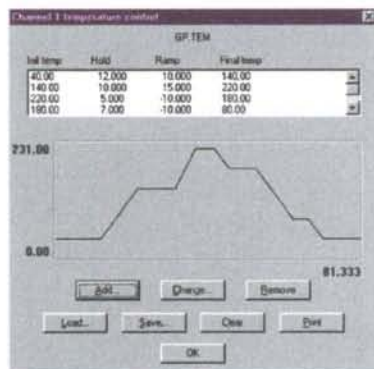 Channel 1 temperature control
GP.TEM
Init temp Hold Ramp Final temp
40.00 12.000 10.000 140.00
140.00 10.000 15.000 220.00
220.00 5.000 -10.000 180.00
180.00 7.000 -10.000 80.00
231.00
0.00
81.333
Add... Change... Remove
Load... Save... Clear Print
OK